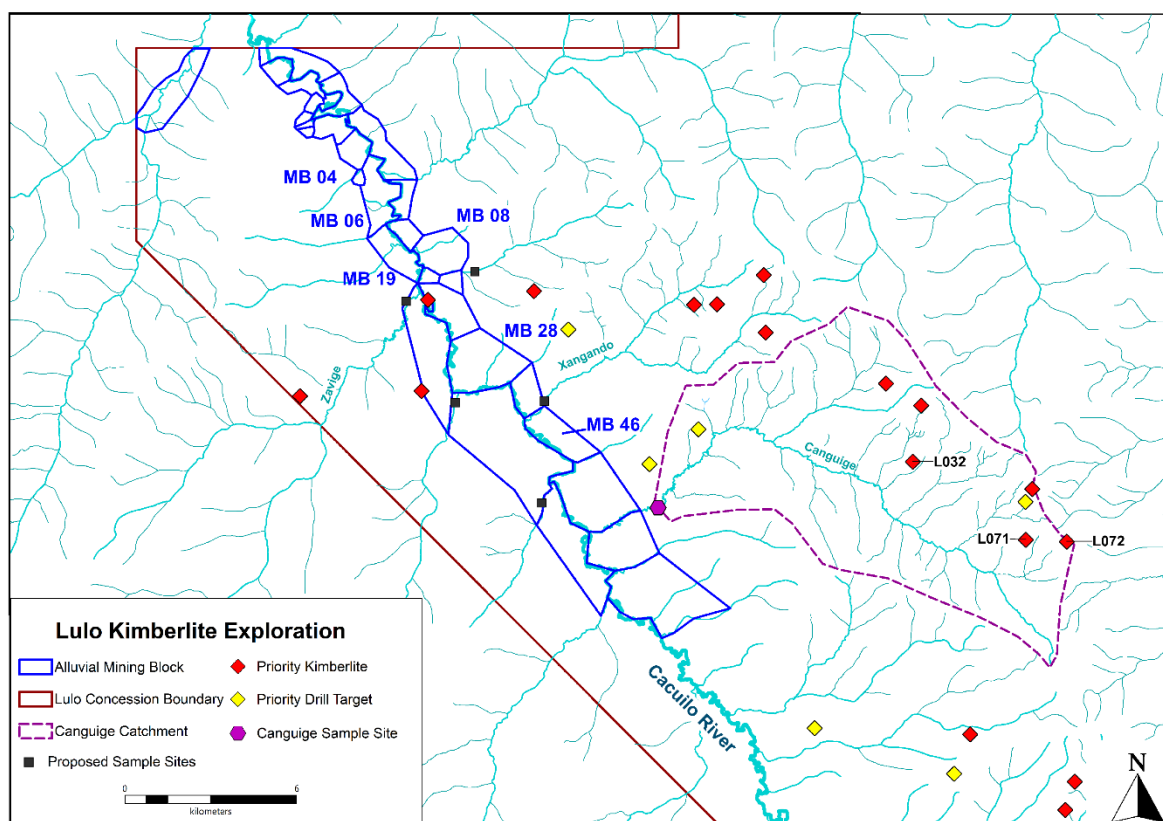 MB 04
MB 08
MB 06
MB 19
MB 28
Xangando
Zavige
MB 46
Canguige
L032
L071
L072
Cacuilo River
Lulo Kimberlite Exploration
Alluvial Mining Block
Priority Kimberlite
Lulo Concession Boundary
Priority Drill Target
Canguige Catchment
Canguige Sample Site
Proposed Sample Sites
0
6
kilometers
N